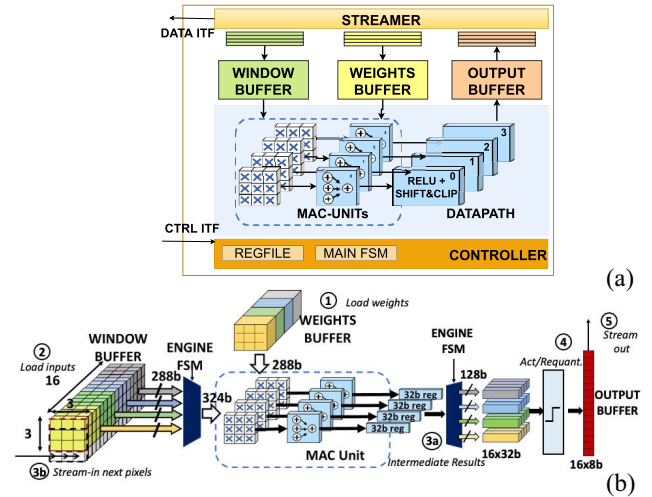 STREAMER
DATA ITF
WINDOW
BUFFER
WEIGHTS
BUFFER
OUTPUT
BUFFER
3
2
1
0
RELU +
SHIFT&CLIP
MAC-UNITs
DATAPATH
CTRL ITF
REGFILE
MAIN FSM
CONTROLLER
(a)
1
Load weights
WEIGHTS
BUFFER
2
Load inputs
16
WINDOW
BUFFER
ENGINE
FSM
288b
324b
288b
3
3
3b
Stream-in next pixels
32b reg
32b reg
32b reg
32b reg
MAC Unit
ENGINE
FSM
128b
3a
Intermediate Results
16x32b
4
Act/Requant.
5
Stream
out
OUTPUT
BUFFER
16x8b
(b)